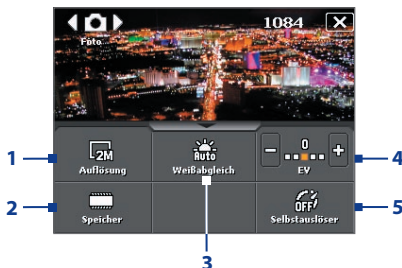 1084
Foto
2M
Auto
0
Auflösung
Weißabgleich
EV
OFF
Speicher
Selbstauslöser
1
2
3
4
5